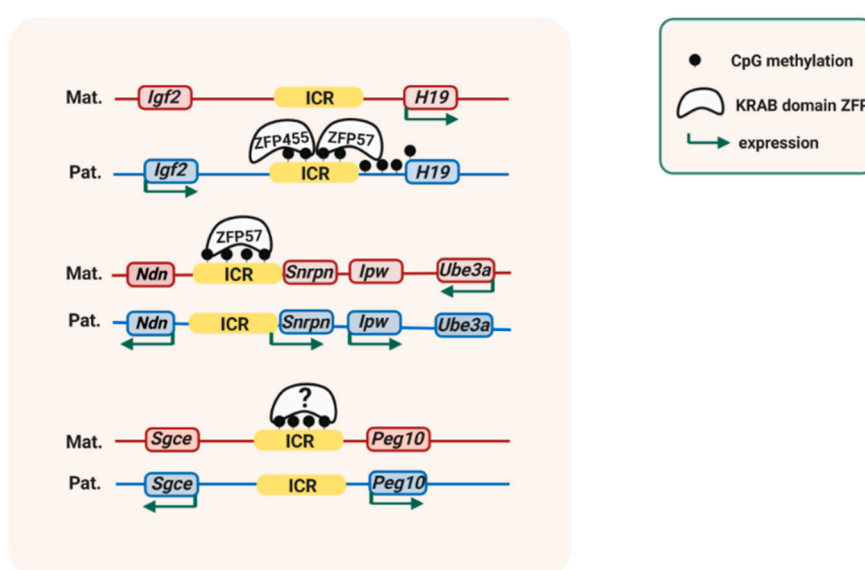 Mat. Igf2 ICR H19
ZFP455 ZFP57
Pat. Igf2 ICR H19
ZFP57
Mat. Ndn ICR Snrpn Ipw Ube3a
Pat. Ndn ICR Snrpn Ipw Ube3a
?
Mat. Sgce ICR Peg10
Pat. Sgce ICR Peg10
CpG methylation
KRAB domain ZFP
expression